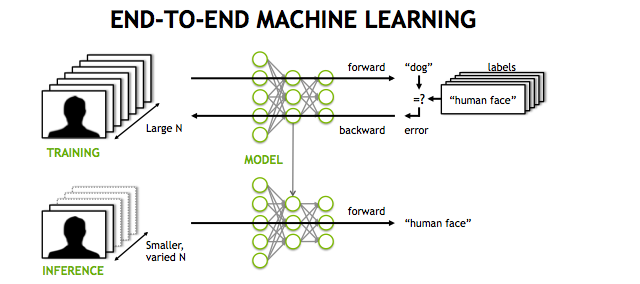 END-TO-END MACHINE LEARNING
forward
“dog”
labels
=?
“human face”
Large N
backward
error
TRAINING
MODEL
forward
“human face”
Smaller,
varied N
INFERENCE